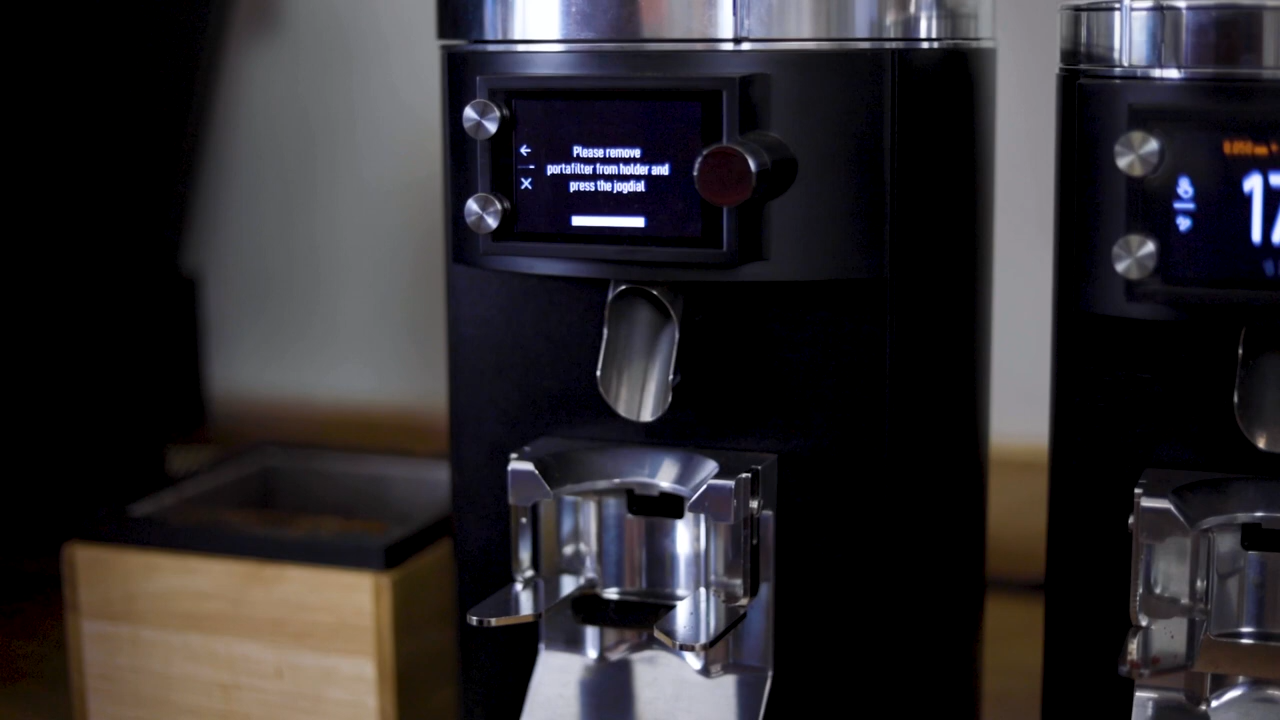 Please remove
portafilter from holder and
press the jogdial